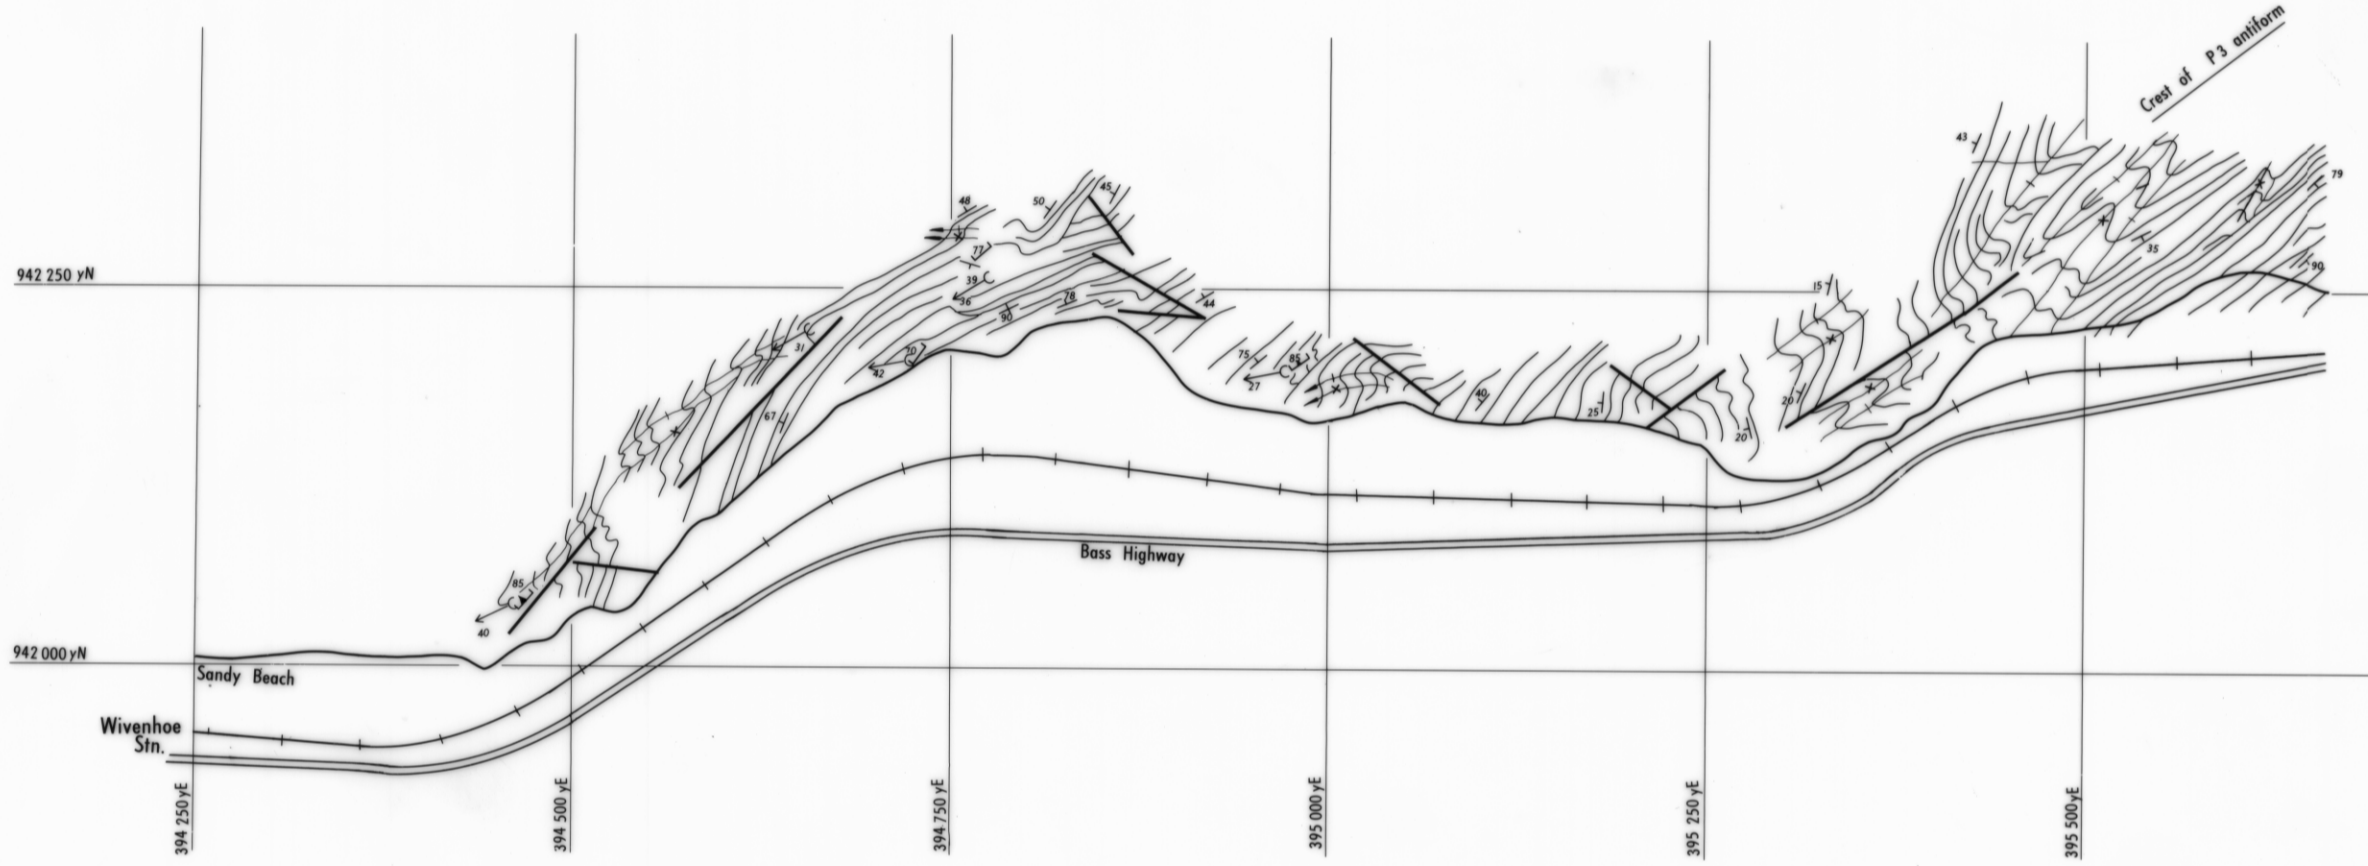 Crest of P 3 antiform
43
79
48
50
45
77
39
36
78
90
44
35
90
15
942 250 yN
31
70
42
67
75
85
27
40
25
20
20
85
40
Bass Highway
942 000 yN
Sandy Beach
Wivenhoe
Stn.
394 250 yE
394 500 yE
394 750 yE
395 000 yE
395 250 yE
395 500 yE